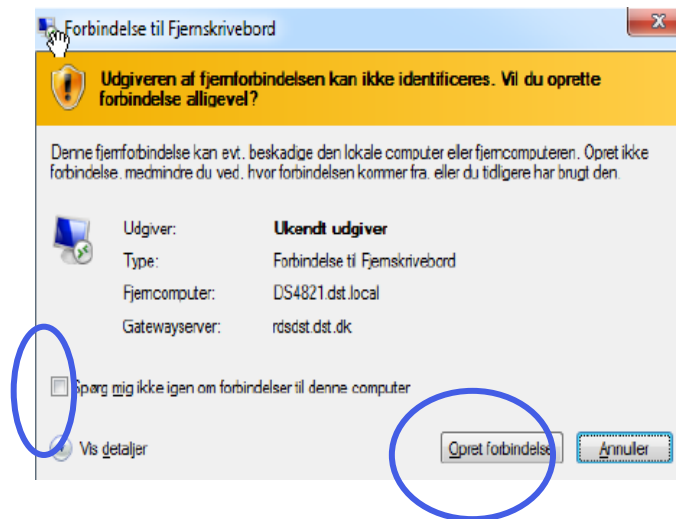 Forbindelse til Fjernskrivebord
Udgiveren af fjernforbindelsen kan ikke identificeres. Vil du oprette
forbindelse alligevel?
Denne fjernforbindelse kan evt. beskadige den lokale computer eller fjerncomputeren. Opret ikke
forbindelse, medmindre du ved, hvor forbindelsen kommer fra, eller du tidligere har brugt den.
Udgiver: Ukendt udgiver
Type: Forbindelse til Fjernskrivebord
Fjerncomputer: DS4821.dst.local
Gatewayserver: rdsdst.dst.dk
Spørg mig ikke igen om forbindelser til denne computer
Vis detaljer Opret forbindelse Annuller